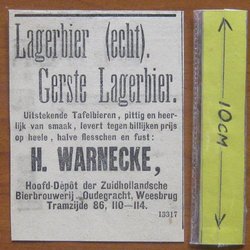 Lagerbier (echt).
Gerste Lagerbier.
Uitstekende Tafelbieren, pittig en heer-
lijk van smaak, levert tegen billijken prijs
op heele, halve flesschen en fust:
H. WARNECKE,
Hoofd-Depôt der Zuidhollandsche
Bierbrouwerij, Oudegracht, Weesbrug
Tramzijde 86, 110—114.
13317
10CM